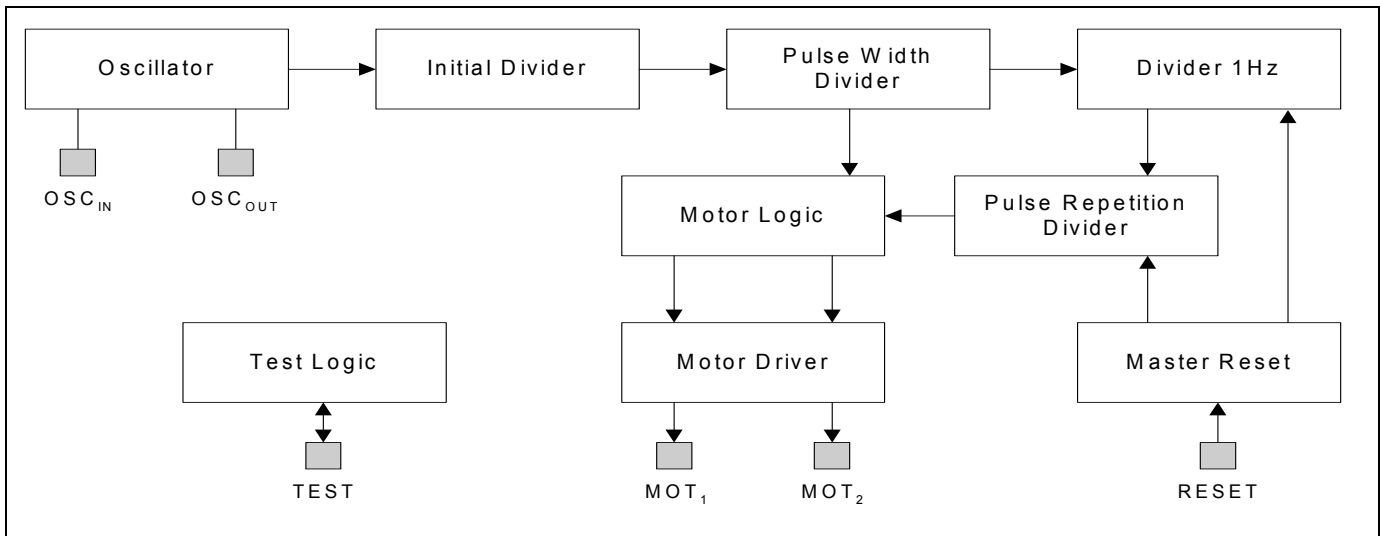 Oscillator
Initial Divider
Pulse Width
Divider
Divider 1Hz
OSC_IN
OSC_OUT
Motor Logic
Pulse Repetition
Divider
Test Logic
Motor Driver
Master Reset
TEST
MOT_1
MOT_2
RESET